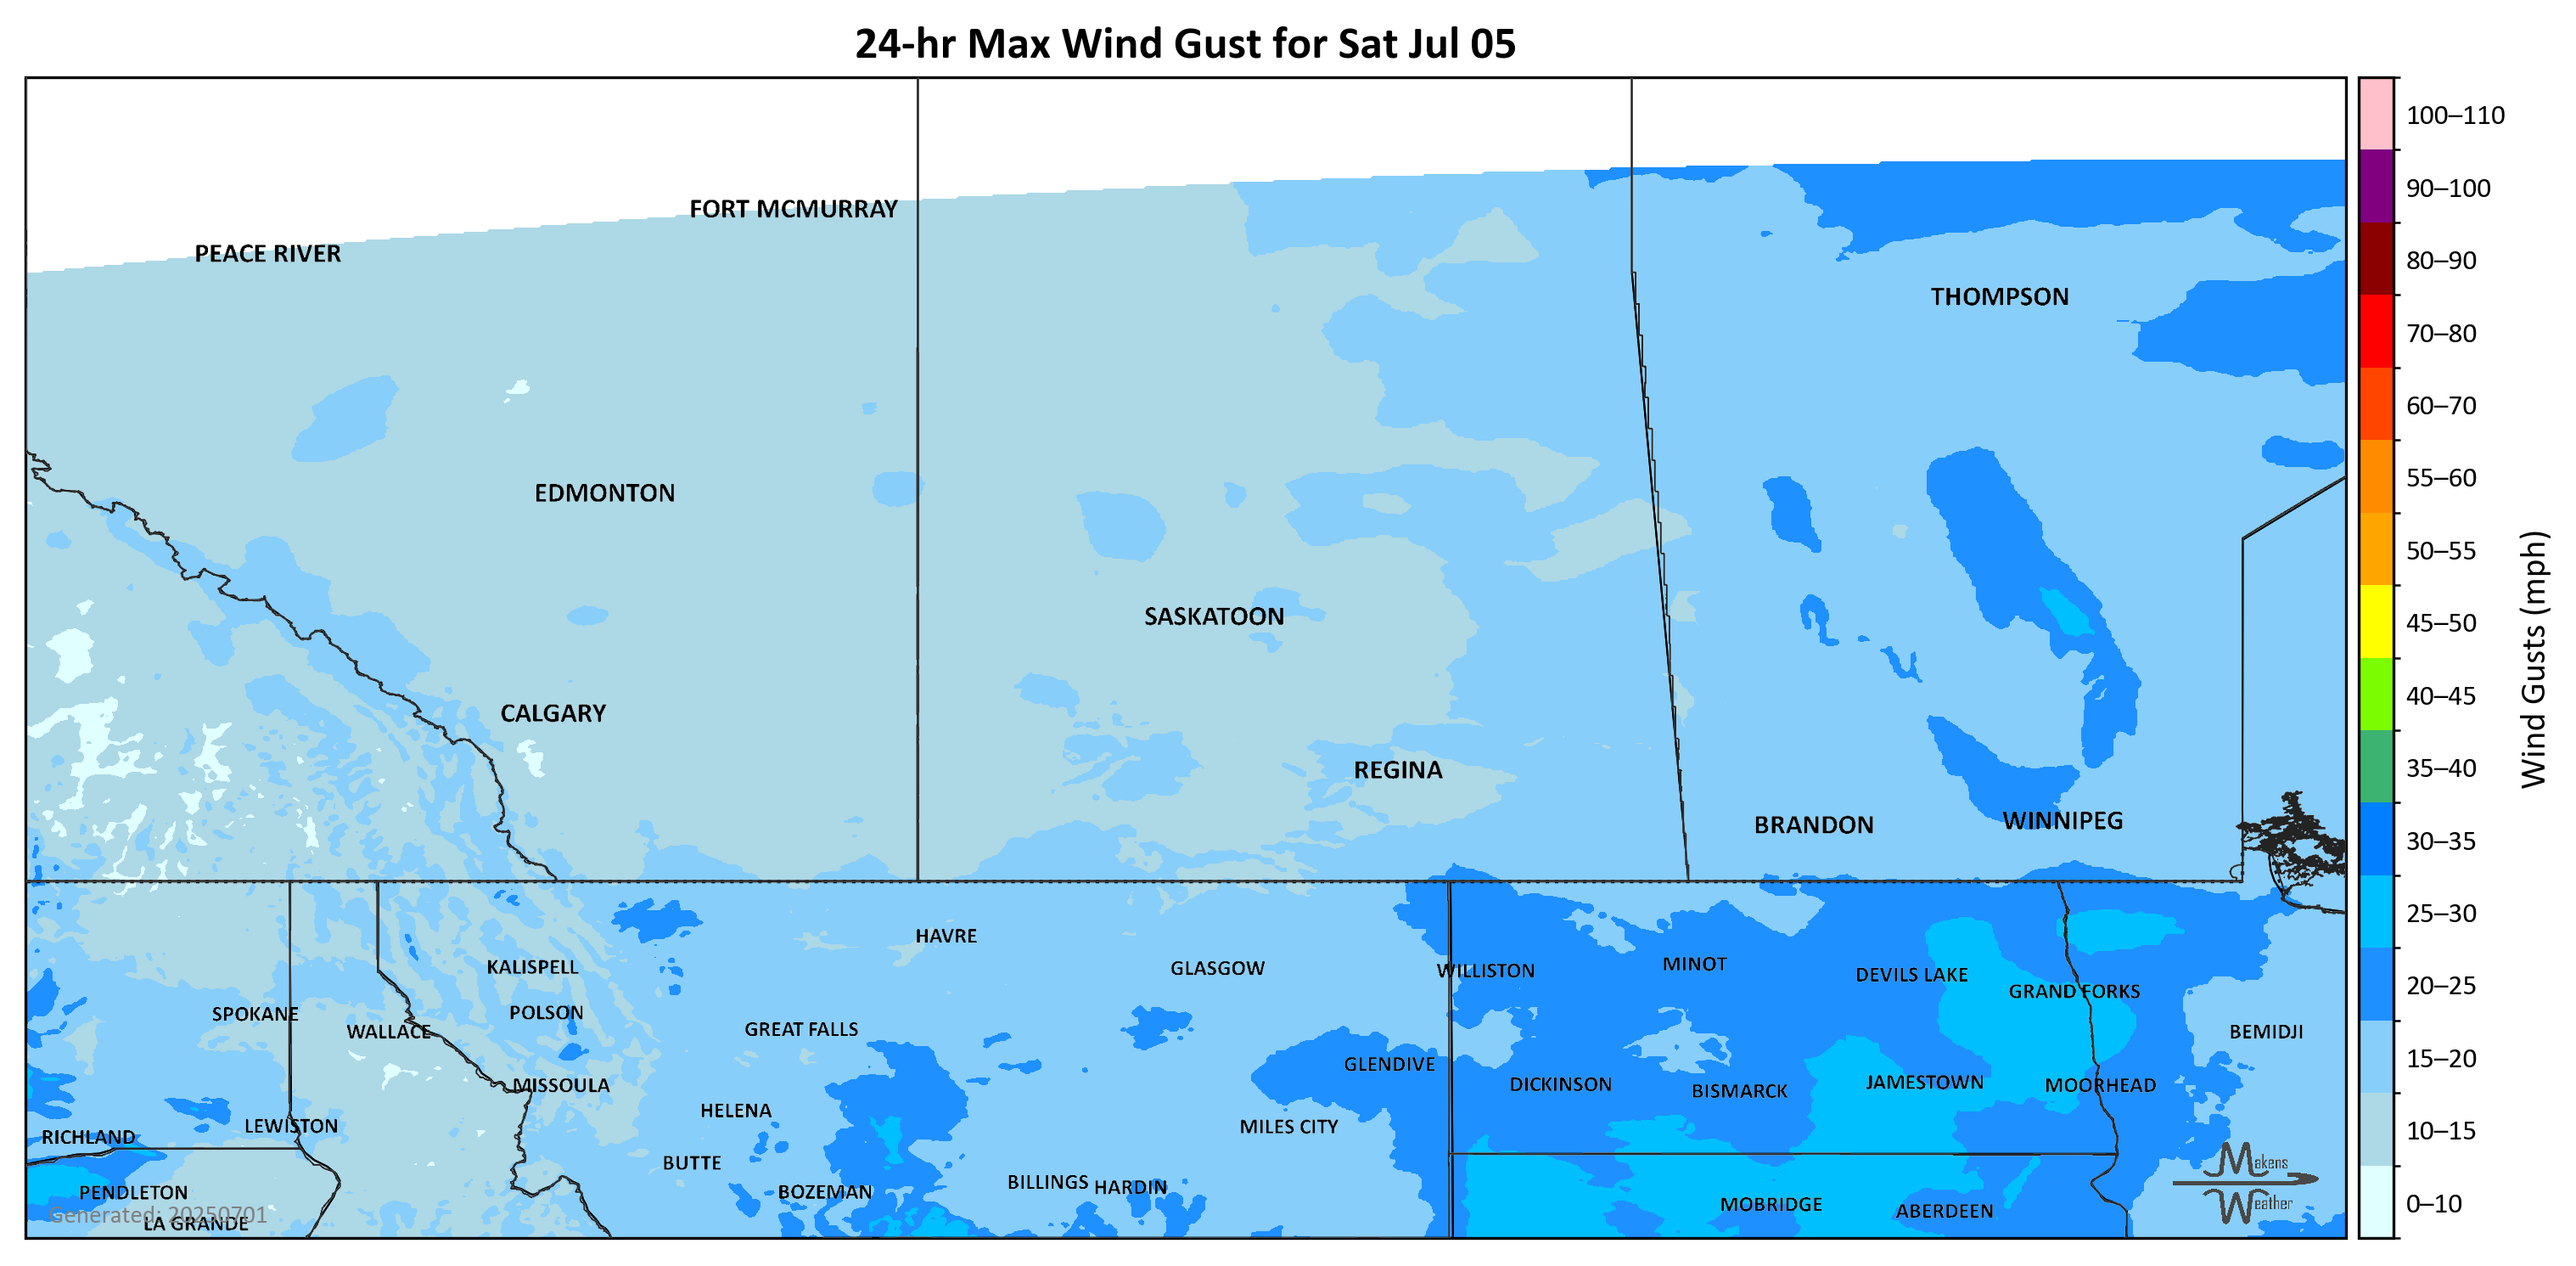 24-hr Max Wind Gust for Sat Jul 05
FORT MCMURRAY
PEACE RIVER
THOMPSON
EDMONTON
SASKATOON
CALGARY
REGINA
BRANDON
WINNIPEG
HAVRE
KALISPELL
GLASGOW
WILLISTON
MINOT
DEVILS LAKE
GRAND FORKS
SPOKANE
POLSON
WALLACE
GREAT FALLS
BEMIDJI
GLENDIVE
MISSOULA
DICKINSON
BISMARCK
JAMESTOWN
MOORHEAD
HELENA
LEWISTON
MILES CITY
RICHLAND
BUTTE
BILLINGS
HARDIN
PENDLETON
BOZEMAN
MOBRIDGE
ABERDEEN
Generated: 20250701
LA GRANDE
Makens
Weather
100–110
90–100
80–90
70–80
60–70
55–60
50–55
45–50
40–45
35–40
30–35
25–30
20–25
15–20
10–15
0–10
Wind Gusts (mph)